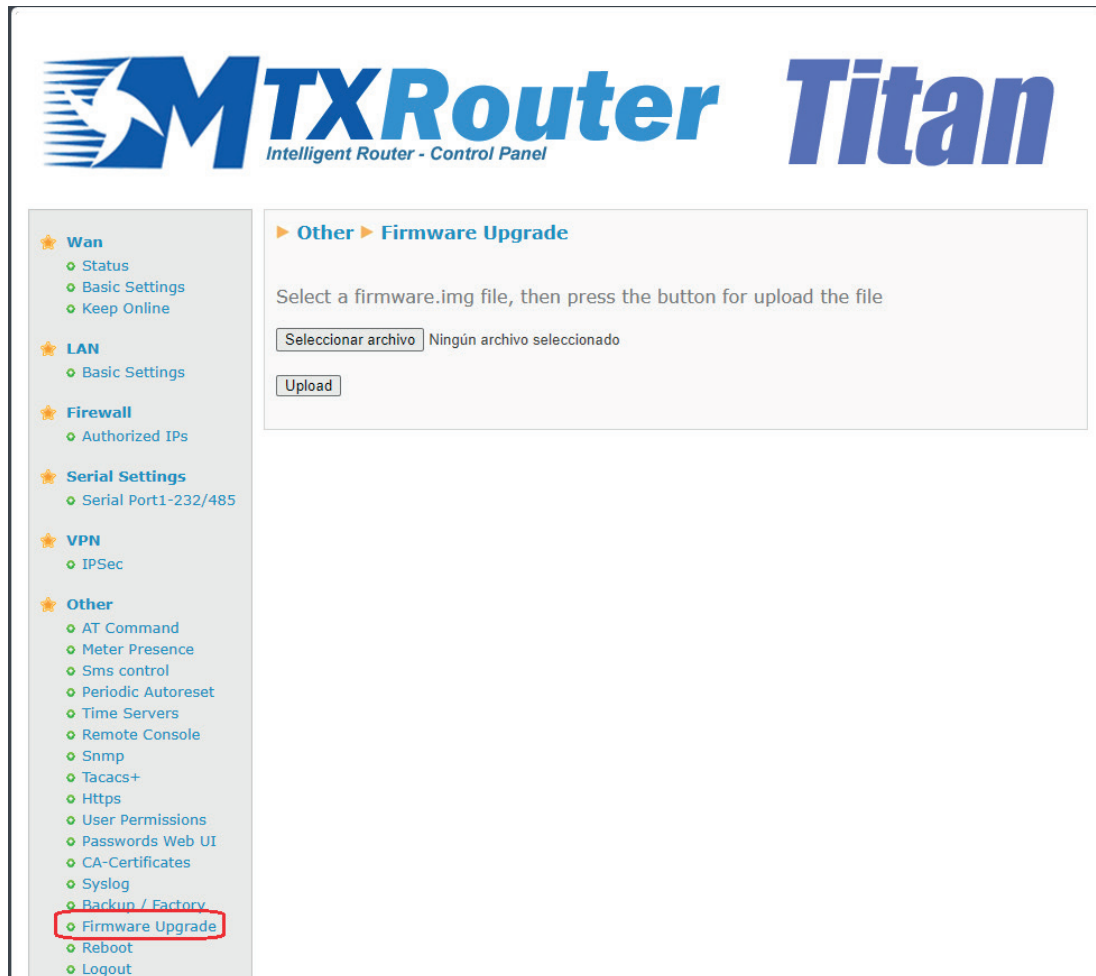 MTXRouter Titan
Intelligent Router - Control Panel
Wan
Status
Basic Settings
Keep Online
LAN
Basic Settings
Firewall
Authorized IPs
Serial Settings
Serial Port1-232/485
VPN
IPSec
Other
AT Command
Meter Presence
Sms control
Periodic Autoreset
Time Servers
Remote Console
Snmp
Tacacs+
Https
User Permissions
Passwords Web UI
CA-Certificates
Syslog
Backup / Factory
Firmware Upgrade
Reboot
Logout
Other Firmware Upgrade
Select a firmware.img file, then press the button for upload the file
Seleccionar archivo Ningún archivo seleccionado
Upload